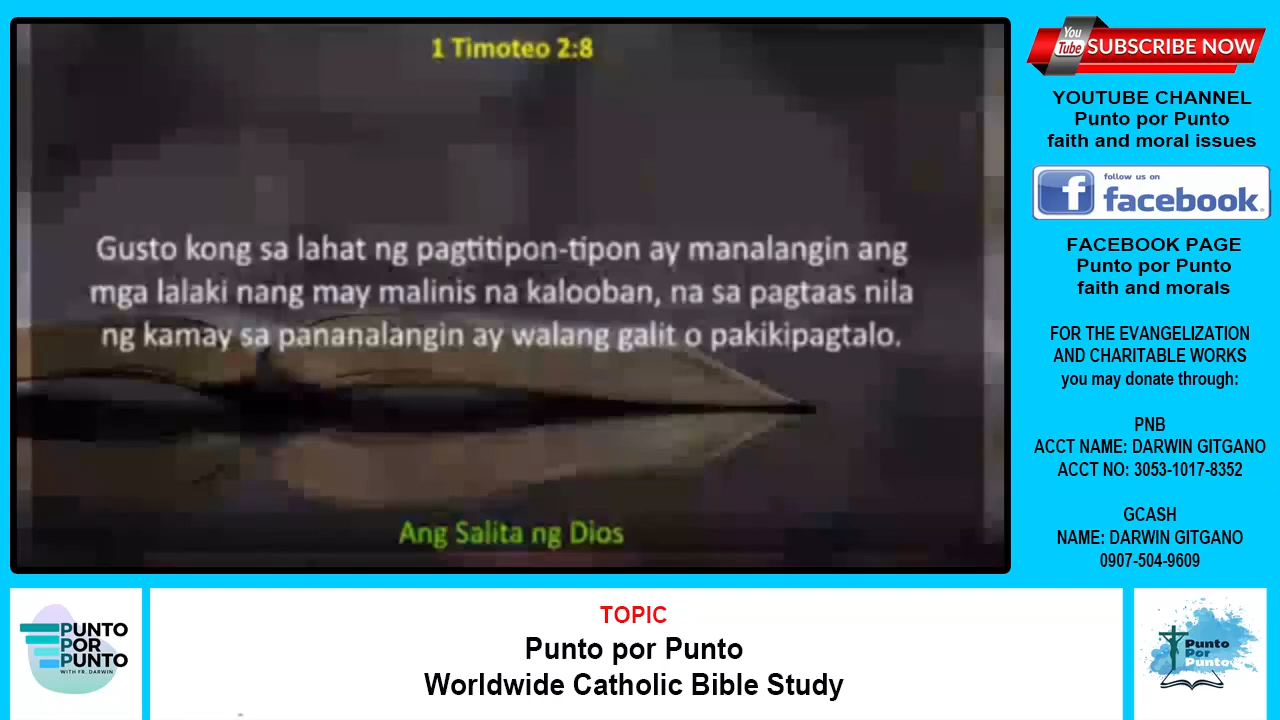 1 Timoteo 2:8
Gusto kong sa lahat ng pagtitipon-tipon ay manalangin ang
mga lalaki nang may malinis na kalooban, na sa pagtaas nila
ng kamay sa pananalangin ay walang galit o pakikipagtalo.
Ang Salita ng Dios
You
Tube SUBSCRIBE NOW
YOUTUBE CHANNEL
Punto por Punto
faith and moral issues
follow us on
facebook.
FACEBOOK PAGE
Punto por Punto
faith and morals
FOR THE EVANGELIZATION
AND CHARITABLE WORKS
you may donate through:
PNB
ACCT NAME: DARWIN GITGANO
ACCT NO: 3053-1017-8352
GCASH
NAME: DARWIN GITGANO
0907-504-9609
PUNTO
POR
PUNTO
WITH FR. DARWIN
TOPIC
Punto por Punto
Worldwide Catholic Bible Study
Punto
Por
Punto